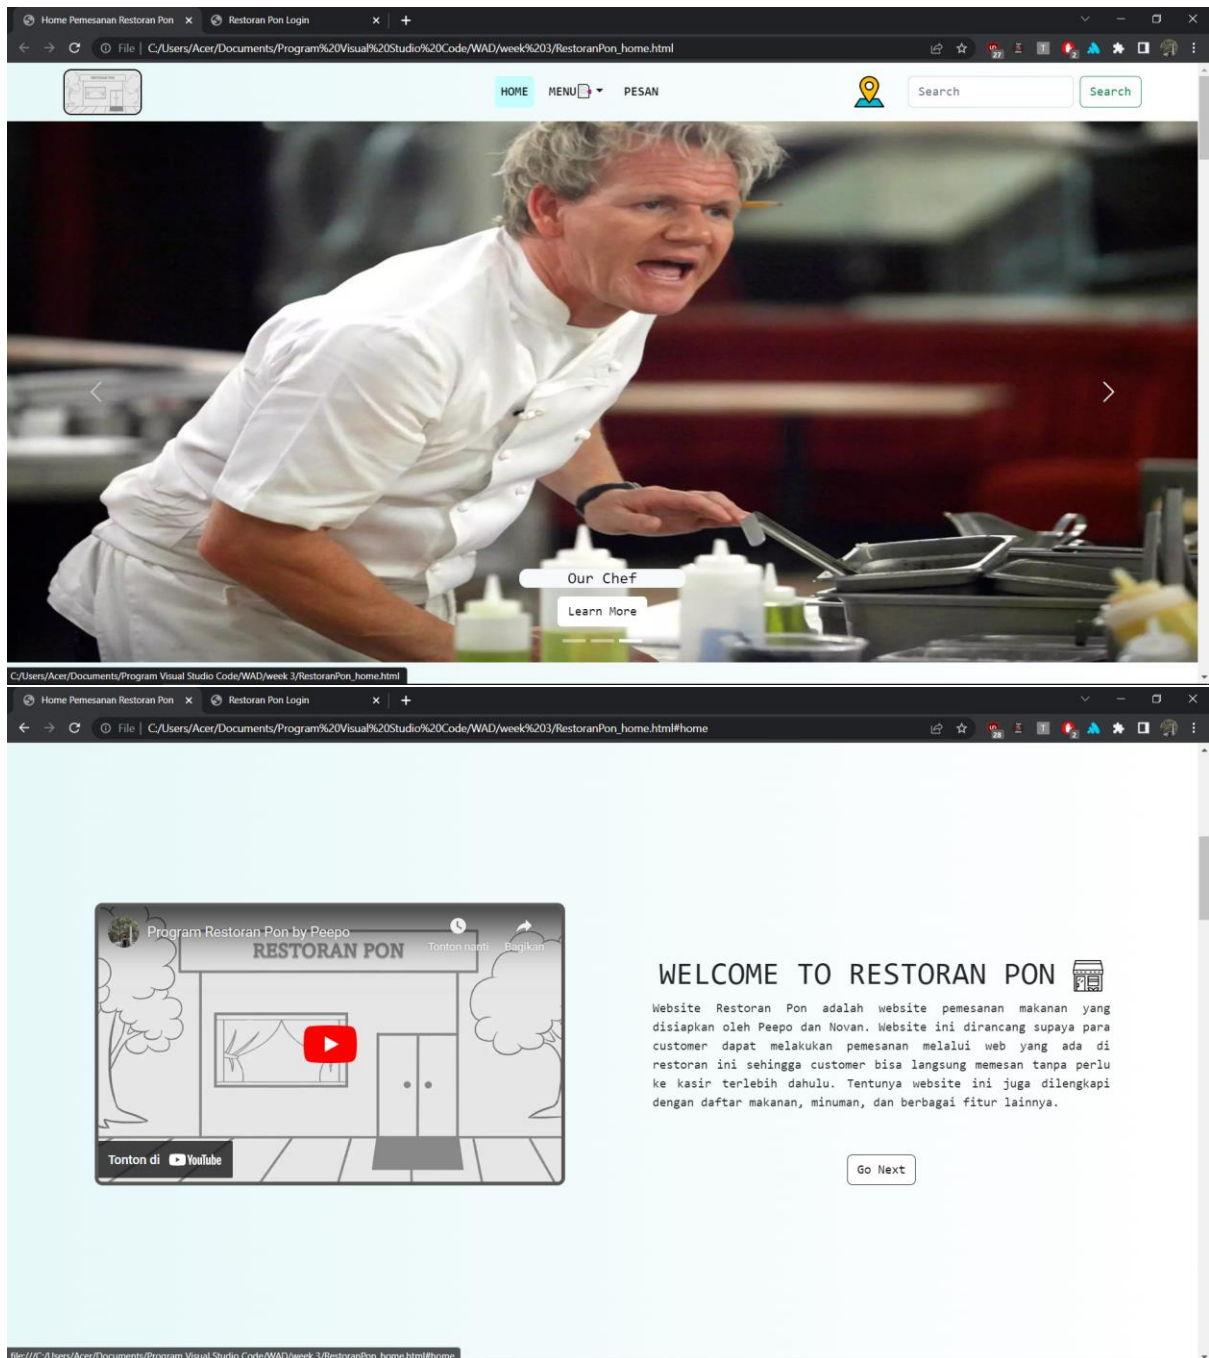 Home Pemesanan Restoran Pon
Restoran Pon Login
File | C:/Users/Acer/Documents/Program%20Visual%20Studio%20Code/WAD/week%203/RestoranPon_home.html
27
2
RESTORAN PON
HOME
MENU
PESAN
Search
Search
Our Chef
Learn More
C:/Users/Acer/Documents/Program Visual Studio Code/WAD/week 3/RestoranPon_home.html
Home Pemesanan Restoran Pon
Restoran Pon Login
File | C:/Users/Acer/Documents/Program%20Visual%20Studio%20Code/WAD/week%203/RestoranPon_home.html#home
28
2
Program Restoran Pon by Peepo
Tonton nanti
Bagikan
RESTORAN PON
Tonton di YouTube
WELCOME TO RESTORAN PON
Website Restoran Pon adalah website pemesanan makanan yang
disiapkan oleh Peepo dan Novan. Website ini dirancang supaya para
customer dapat melakukan pemesanan melalui web yang ada di
restoran ini sehingga customer bisa langsung memesan tanpa perlu
ke kasir terlebih dahulu. Tentunya website ini juga dilengkapi
dengan daftar makanan, minuman, dan berbagai fitur lainnya.
Go Next
file:///C:/Users/Acer/Documents/Program Visual Studio Code/WAD/week 3/RestoranPon_home.html#home